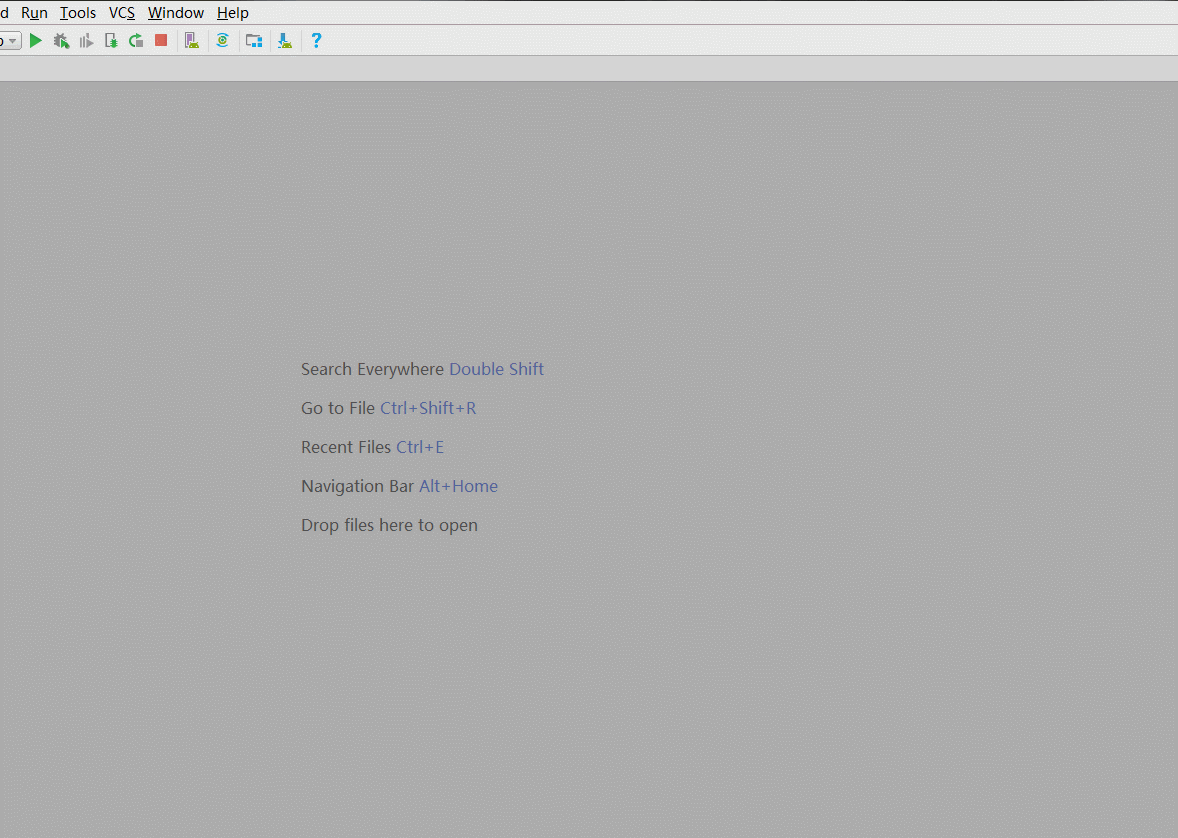 d Run Tools VCS Window Help
?
Search Everywhere Double Shift
Go to File Ctrl+Shift+R
Recent Files Ctrl+E
Navigation Bar Alt+Home
Drop files here to open